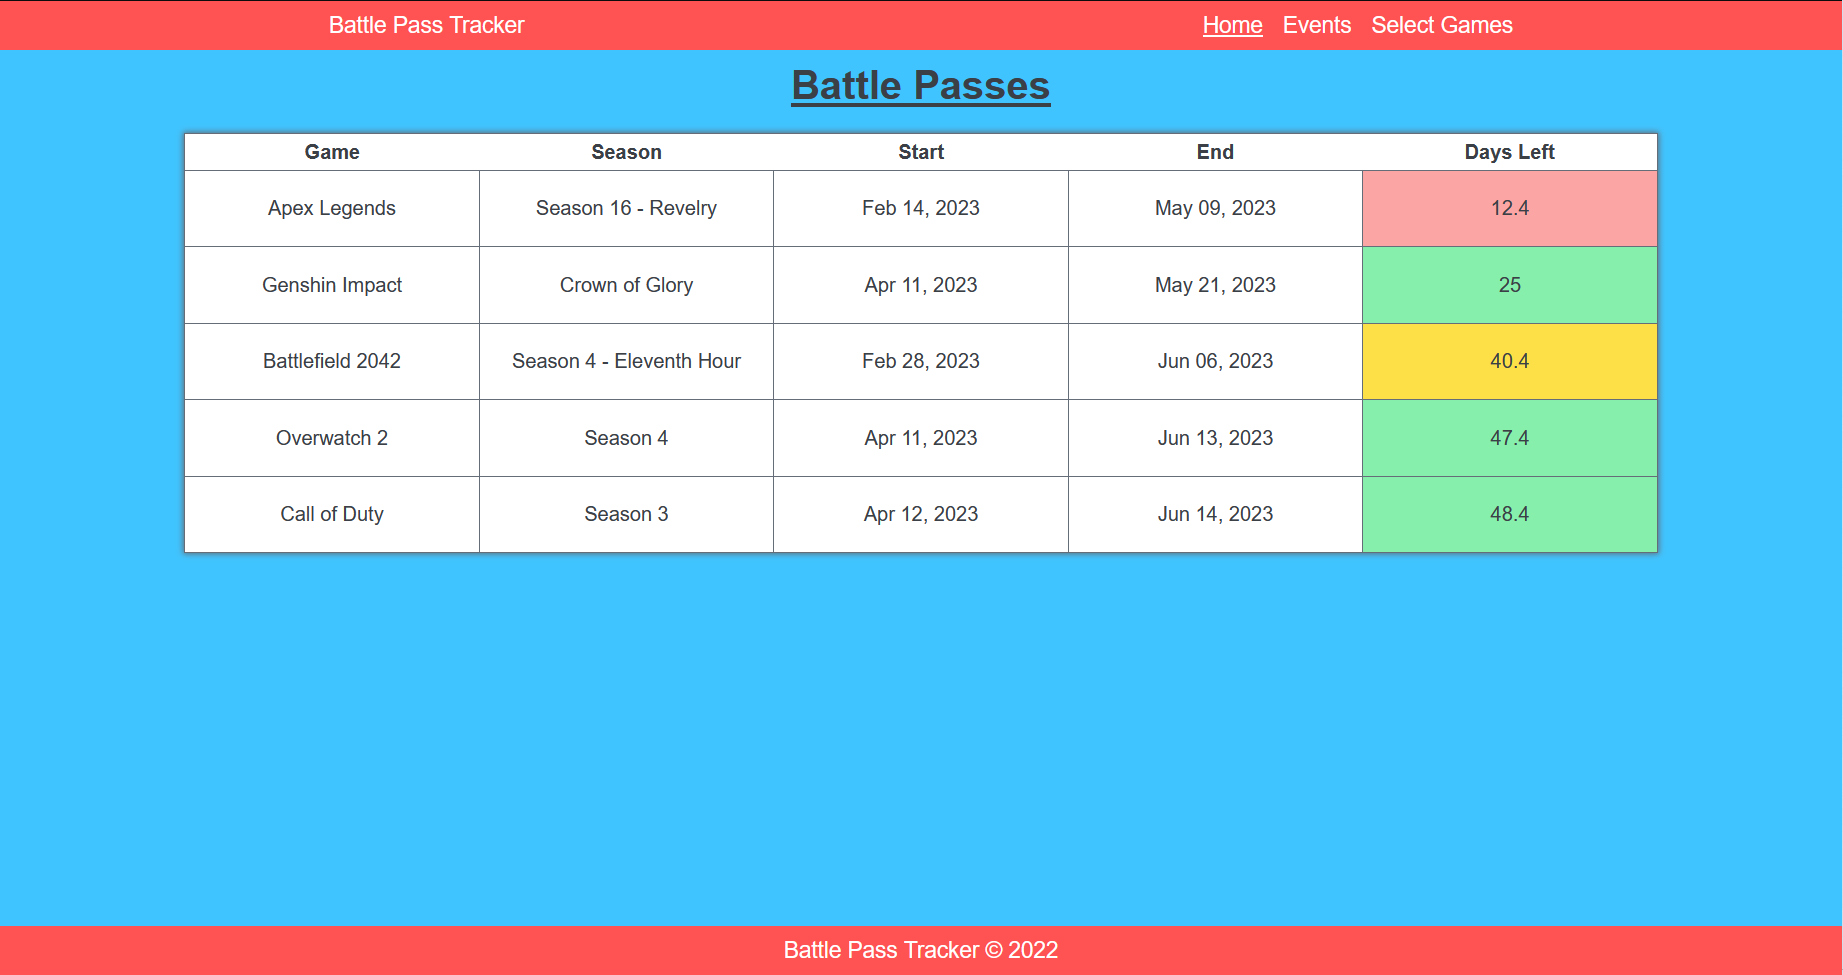 Battle Pass Tracker Home Events Select Games
Battle Passes
Game Season Start End Days Left
Apex Legends Season 16 - Revelry Feb 14, 2023 May 09, 2023 12.4
Genshin Impact Crown of Glory Apr 11, 2023 May 21, 2023 25
Battlefield 2042 Season 4 - Eleventh Hour Feb 28, 2023 Jun 06, 2023 40.4
Overwatch 2 Season 4 Apr 11, 2023 Jun 13, 2023 47.4
Call of Duty Season 3 Apr 12, 2023 Jun 14, 2023 48.4
Battle Pass Tracker © 2022